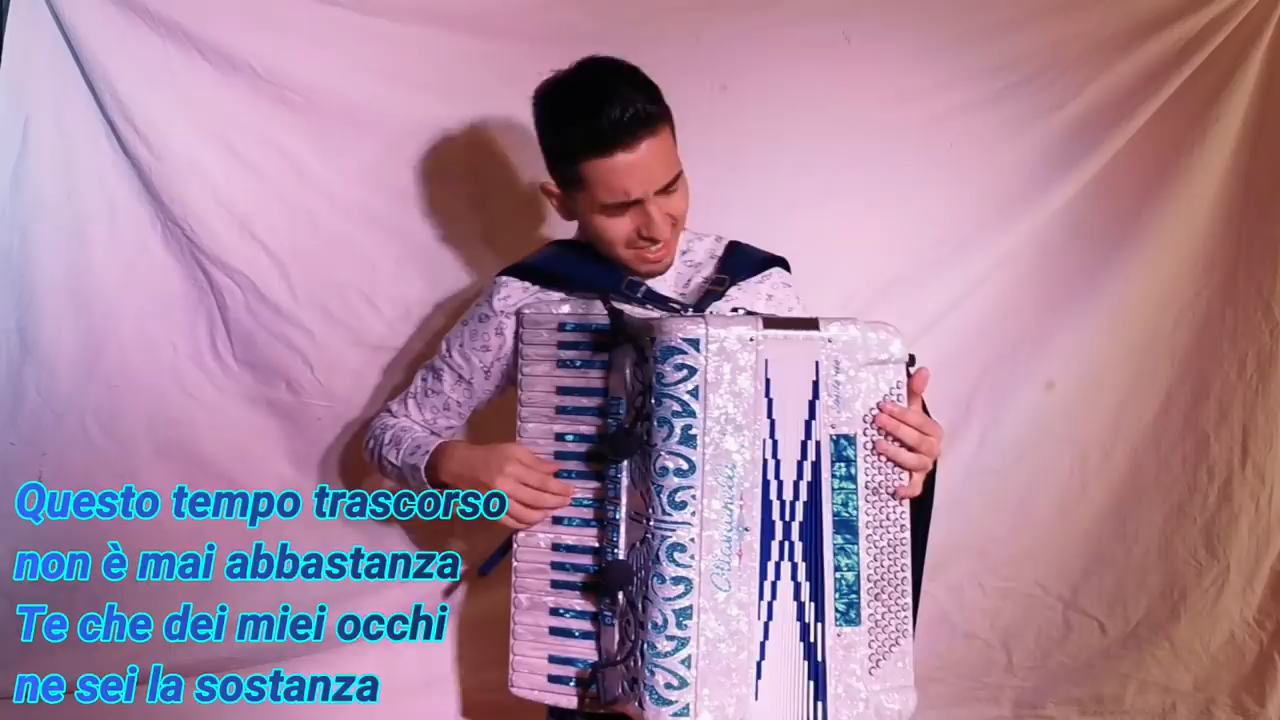 Questo tempo trascorso
non è mai abbastanza
Te che dei miei occhi
ne sei la sostanza